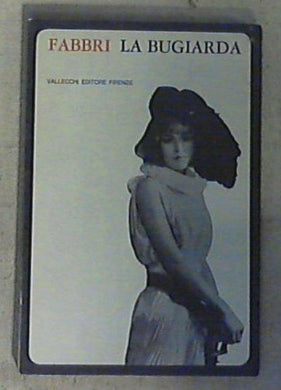 FABBRI LA BUGIARDA
VALLECCHI EDITORE FIRENZE